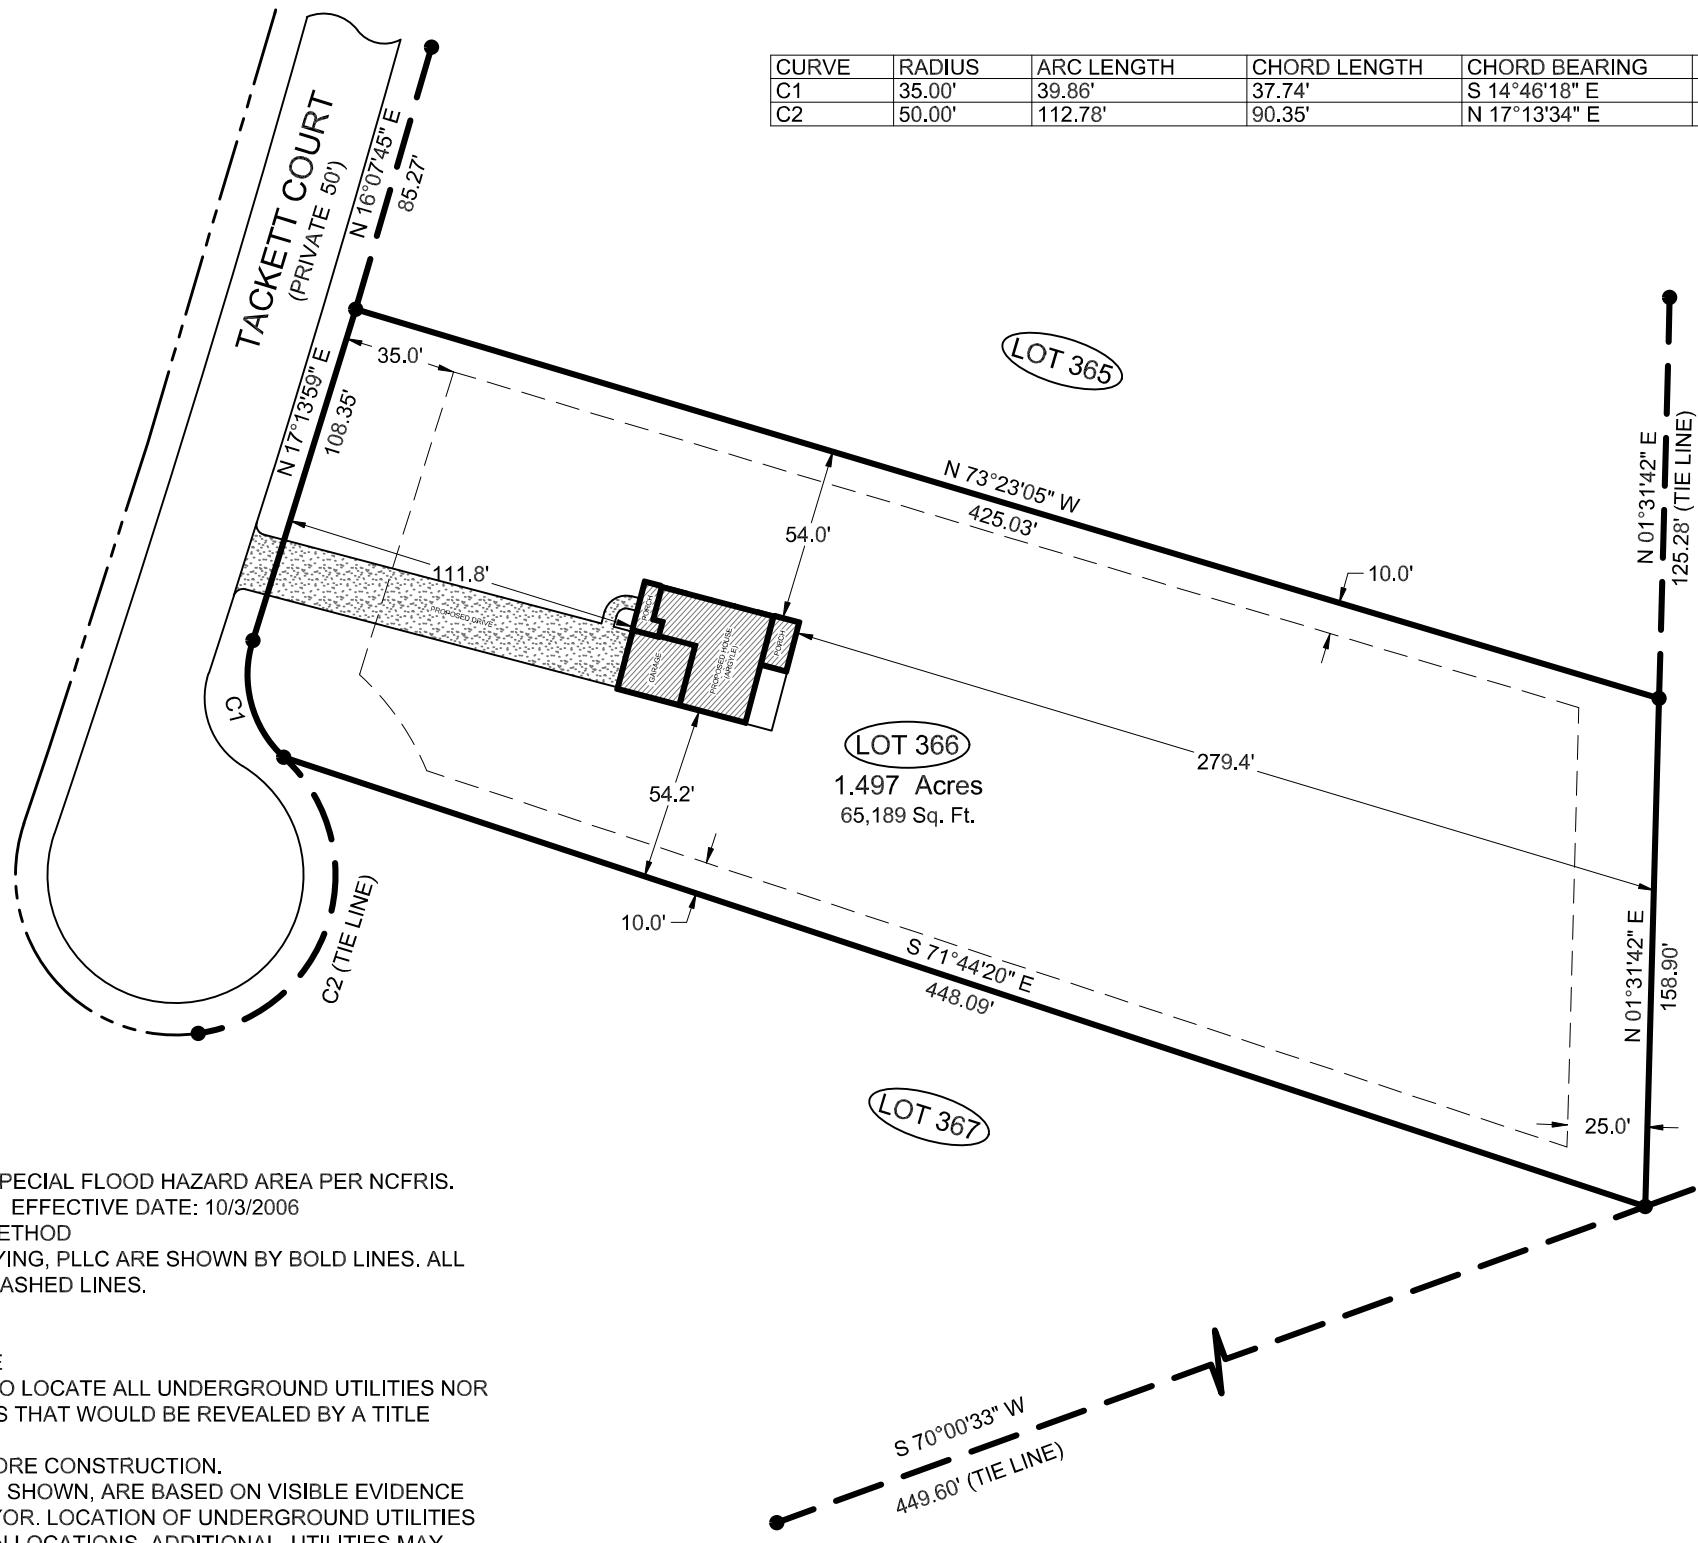 CURVE RADIUS ARC LENGTH CHORD LENGTH CHORD BEARING
C1 35.00' 39.86' 37.74' S 14°46'18" E
C2 50.00' 112.78' 90.35' N 17°13'34" E
TACKETT COURT
(PRIVATE 50')
N 16°07'45" E
85.27'
N 17°13'59" E
108.35'
35.0'
LOT 365
N 73°23'05" W
425.03'
54.0'
10.0'
N 01°31'42" E
125.28' (TIE LINE)
111.8'
PROPOSED DRIVE
PORCH
GARAGE
PROPOSED HOUSE
(ARGYLE)
PORCH
C1
LOT 366
1.497 Acres
65,189 Sq. Ft.
279.4'
54.2'
10.0'
C2 (TIE LINE)
S 71°44'20" E
448.09'
N 01°31'42" E
158.90'
25.0'
LOT 367
PECIAL FLOOD HAZARD AREA PER NCFRIS.
EFFECTIVE DATE: 10/3/2006
ETHOD
YING, PLLC ARE SHOWN BY BOLD LINES. ALL
ASHED LINES.
E
O LOCATE ALL UNDERGROUND UTILITIES NOR
S THAT WOULD BE REVEALED BY A TITLE
ORE CONSTRUCTION.
SHOWN, ARE BASED ON VISIBLE EVIDENCE
YOR. LOCATION OF UNDERGROUND UTILITIES
N LOCATIONS. ADDITIONAL UTILITIES MAY
S 70°00'33" W
449.60' (TIE LINE)